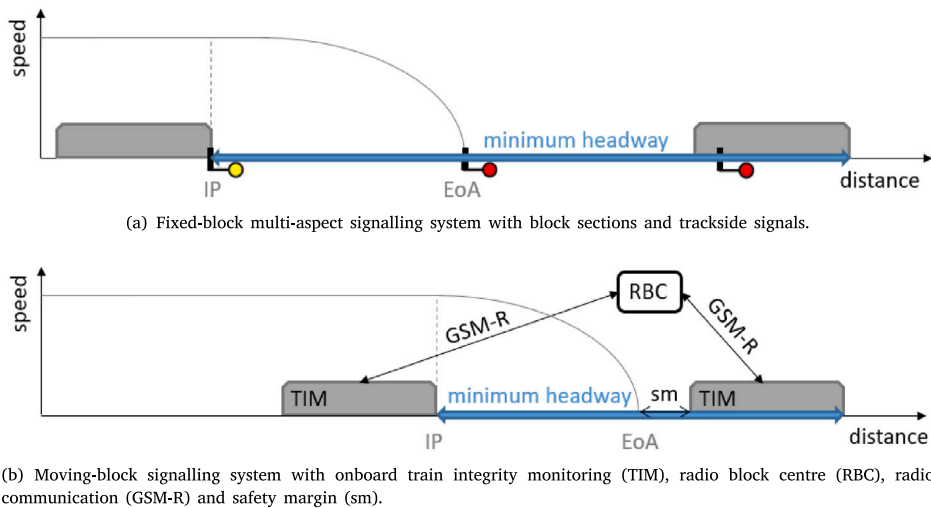 speed
minimum headway
IP
EoA
distance
(a) Fixed-block multi-aspect signalling system with block sections and trackside signals.
speed
RBC
GSM-R
GSM-R
TIM
minimum headway
sm
TIM
IP
EoA
distance
(b) Moving-block signalling system with onboard train integrity monitoring (TIM), radio block centre (RBC), radio
communication (GSM-R) and safety margin (sm).